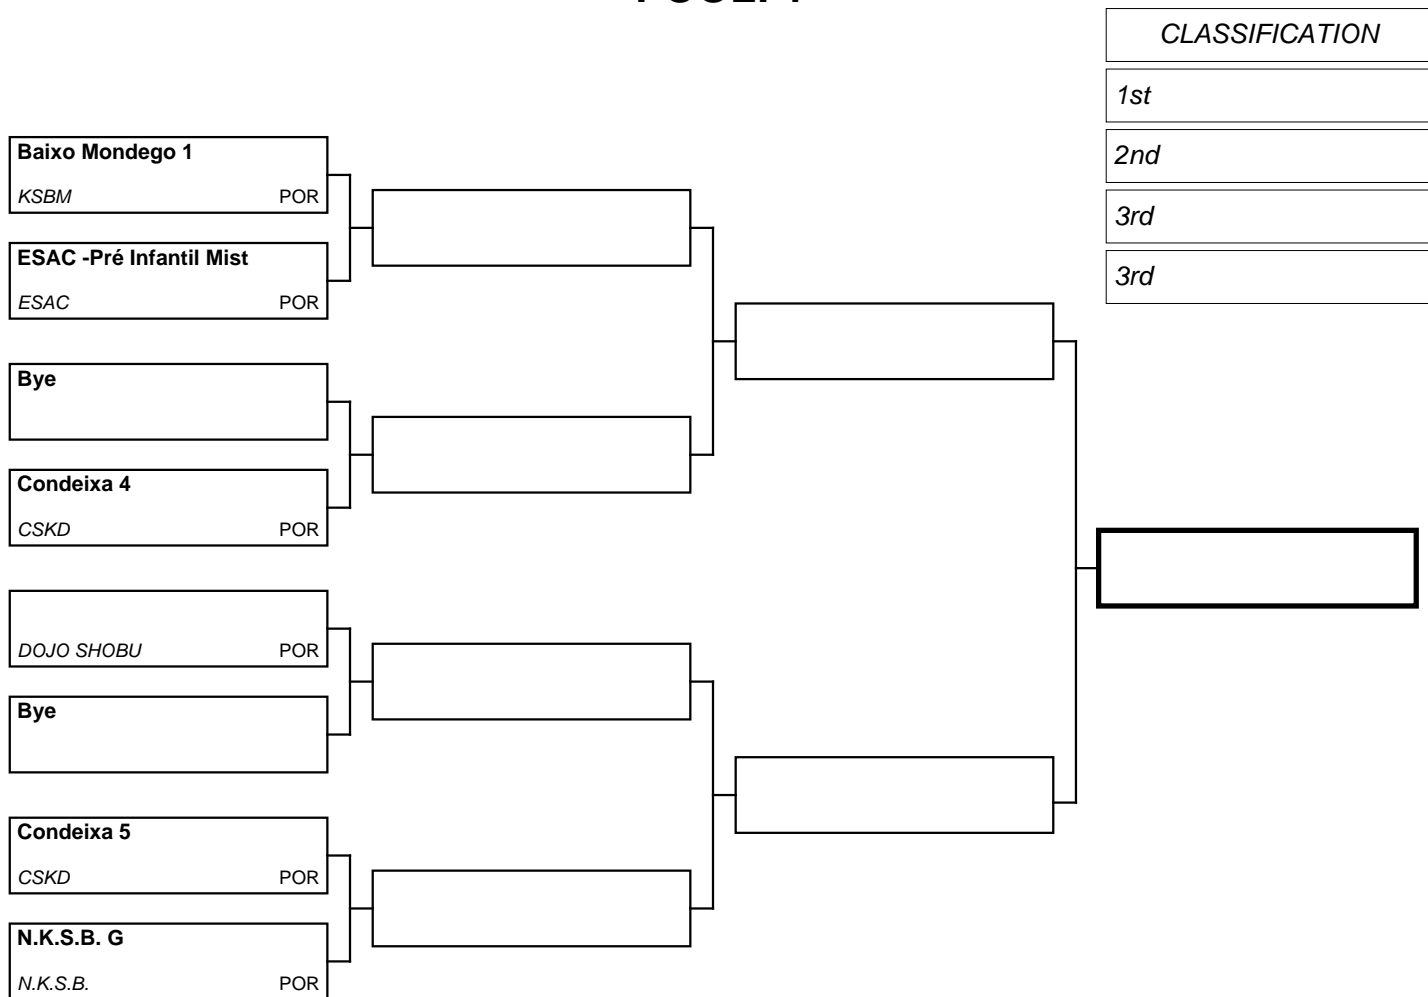 CLASSIFICATION
1st
2nd
3rd
3rd
Baixo Mondego 1
KSBM POR
ESAC -Pré Infantil Mist
ESAC POR
Bye
Condeixa 4
CSKD POR
DOJO SHOBU POR
Bye
Condeixa 5
CSKD POR
N.K.S.B. G
N.K.S.B. POR